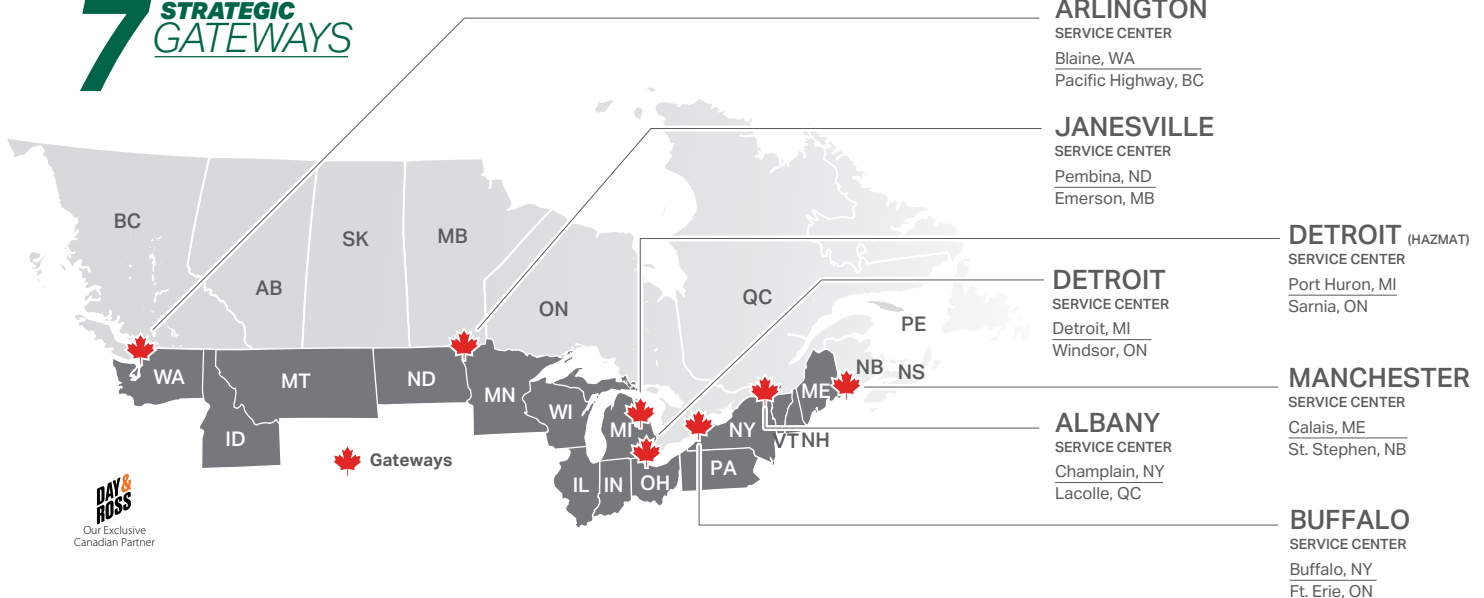 7 STRATEGIC
GATEWAYS
ARLINGTON
SERVICE CENTER
Blaine, WA
Pacific Highway, BC
JANESVILLE
SERVICE CENTER
Pembina, ND
Emerson, MB
DETROIT (HAZMAT)
SERVICE CENTER
Port Huron, MI
Sarnia, ON
DETROIT
SERVICE CENTER
Detroit, MI
Windsor, ON
MANCHESTER
SERVICE CENTER
Calais, ME
St. Stephen, NB
ALBANY
SERVICE CENTER
Champlain, NY
Lacolle, QC
BUFFALO
SERVICE CENTER
Buffalo, NY
Ft. Erie, ON
BC
AB
SK
MB
ON
QC
PE
NB
NS
WA
MT
ND
MN
ID
WI
MI
IL
IN
OH
PA
NY
VT
NH
ME
Gateways
DAY &
ROSS
Our Exclusive
Canadian Partner